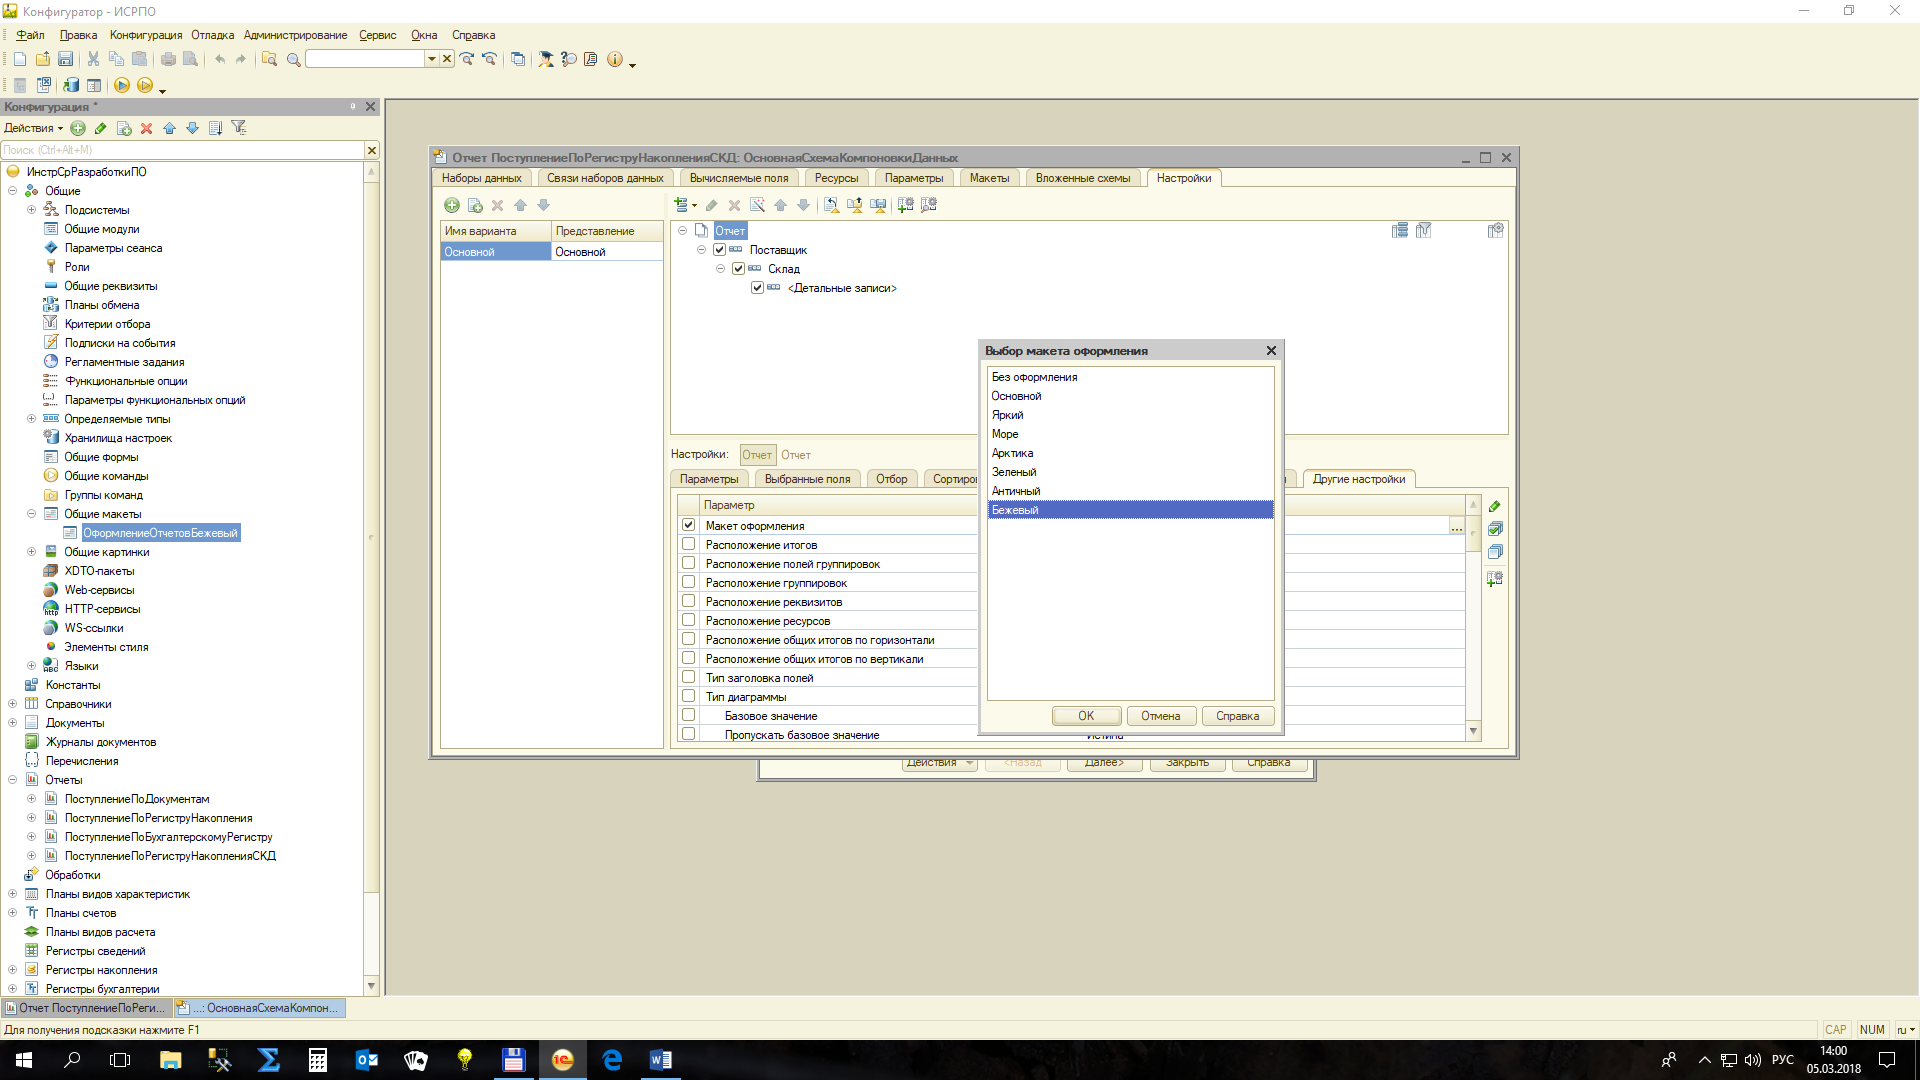 Конфигуратор - ИСРПО
Файл Правка Конфигурация Отладка Администрирование Сервис Окна Справка
Конфигурация *
Действия
Поиск (Ctrl+Alt+M)
ИнстрСрРазработкиПО
Общие
Подсистемы
Общие модули
Параметры сеанса
Роли
Общие реквизиты
Планы обмена
Критерии отбора
Подписки на события
Регламентные задания
Функциональные опции
Параметры функциональных опций
Определяемые типы
Хранилища настроек
Общие формы
Общие команды
Группы команд
Общие макеты
ОформлениеОтчетовБежевый
Общие картинки
XDTO-пакеты
Web-сервисы
HTTP-сервисы
WS-ссылки
Элементы стиля
Языки
Константы
Справочники
Документы
Журналы документов
Перечисления
Отчеты
ПоступлениеПоДокументам
ПоступлениеПоРегиструНакопления
ПоступлениеПоБухгалтерскомуРегистру
ПоступлениеПоРегиструНакопленияСКД
Обработки
Планы видов характеристик
Планы счетов
Планы видов расчета
Регистры сведений
Регистры накопления
Регистры бухгалтерии
Отчет ПоступлениеПоРегиструНакопленияСКД: ОсновнаяСхемаКомпоновкиДанных
Наборы данных Связи наборов данных Вычисляемые поля Ресурсы Параметры Макеты Вложенные схемы Настройки
Имя варианта Представление
Основной Основной
Отчет
Поставщик
Склад
<Детальные записи>
Настройки: Отчет Отчет
Параметры Выбранные поля Отбор Сортиров Другие настройки
Параметр
Макет оформления ...
Расположение итогов
Расположение полей группировок
Расположение группировок
Расположение реквизитов
Расположение ресурсов
Расположение общих итогов по горизонтали
Расположение общих итогов по вертикали
Тип заголовка полей
Тип диаграммы
Базовое значение
Пропускать базовое значение Истина
Выбор макета оформления
Без оформления
Основной
Яркий
Море
Арктика
Зеленый
Античный
Бежевый
OK Отмена Справка
Действия <Назад Далее> Закрыть Справка
Отчет ПоступлениеПоРеги... ...: ОсновнаяСхемаКомпон...
Для получения подсказки нажмите F1
CAP NUM ru
РУС 14:00
05.03.2018